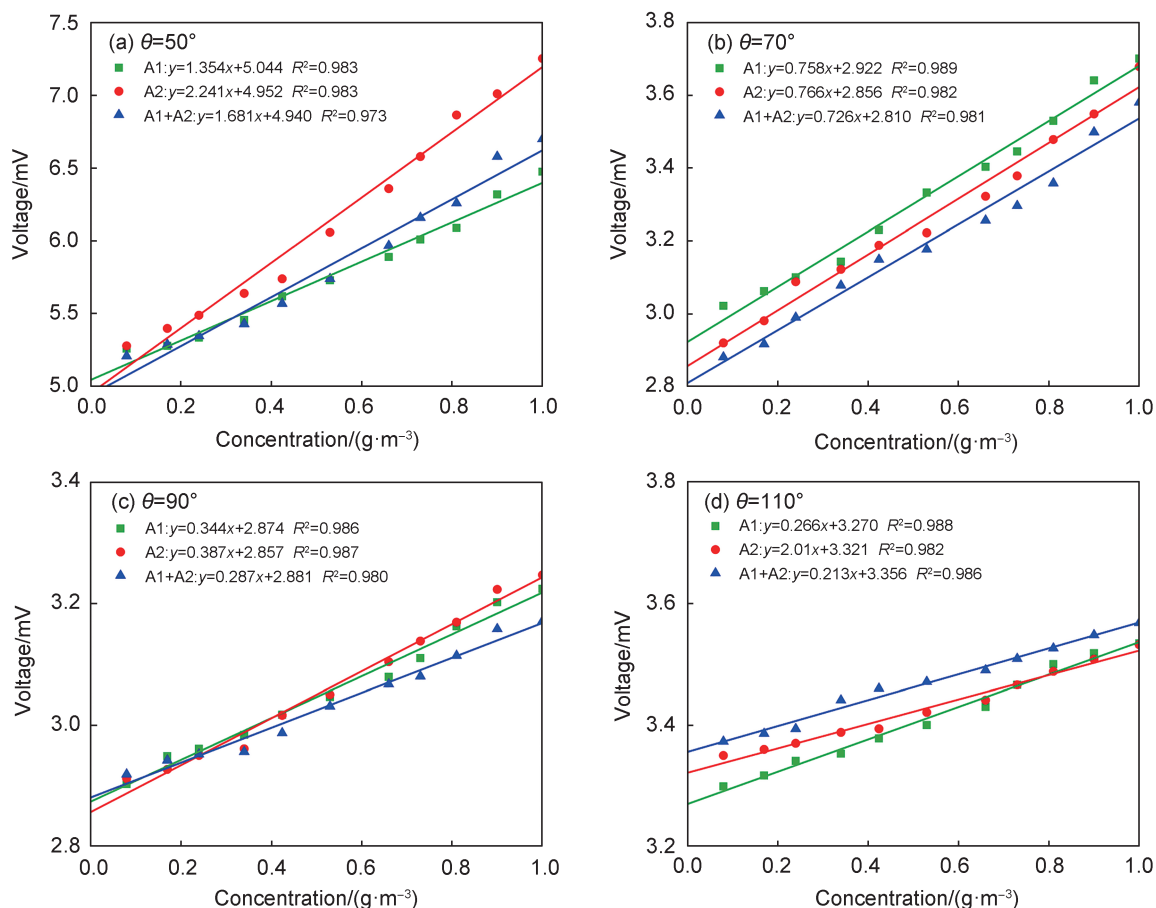 (a) θ=50°
A1:y=1.354x+5.044 R²=0.983
A2:y=2.241x+4.952 R²=0.983
A1+A2:y=1.681x+4.940 R²=0.973
7.5
7.0
6.5
6.0
5.5
5.0
Voltage/mV
0.0 0.2 0.4 0.6 0.8 1.0
Concentration/(g·m⁻³)
(b) θ=70°
A1:y=0.758x+2.922 R²=0.989
A2:y=0.766x+2.856 R²=0.982
A1+A2:y=0.726x+2.810 R²=0.981
3.8
3.6
3.4
3.2
3.0
2.8
Voltage/mV
0.0 0.2 0.4 0.6 0.8 1.0
Concentration/(g·m⁻³)
(c) θ=90°
A1:y=0.344x+2.874 R²=0.986
A2:y=0.387x+2.857 R²=0.987
A1+A2:y=0.287x+2.881 R²=0.980
3.4
3.2
3.0
2.8
Voltage/mV
0.0 0.2 0.4 0.6 0.8 1.0
Concentration/(g·m⁻³)
(d) θ=110°
A1:y=0.266x+3.270 R²=0.988
A2:y=2.01x+3.321 R²=0.982
A1+A2:y=0.213x+3.356 R²=0.986
3.8
3.6
3.4
3.2
Voltage/mV
0.0 0.2 0.4 0.6 0.8 1.0
Concentration/(g·m⁻³)